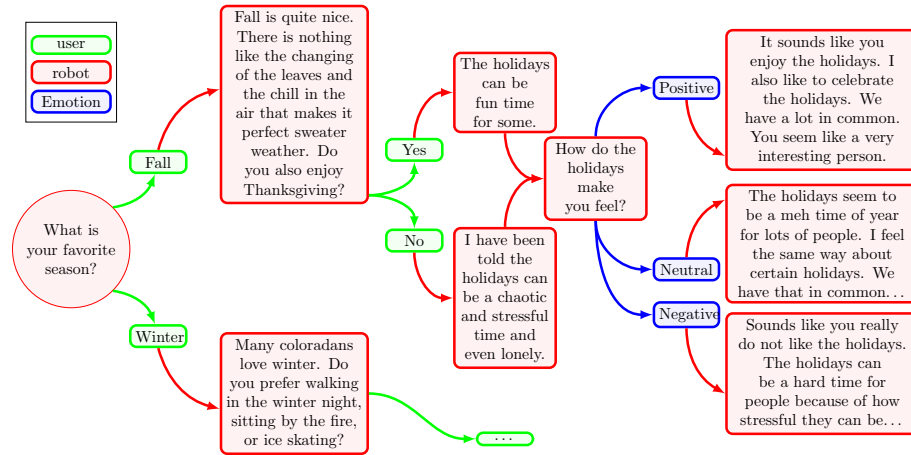 user
robot
Emotion
What is
your favorite
season?
Fall
Winter
Fall is quite nice.
There is nothing
like the changing
of the leaves and
the chill in the
air that makes it
perfect sweater
weather. Do
you also enjoy
Thanksgiving?
Many coloradans
love winter. Do
you prefer walking
in the winter night,
sitting by the fire,
or ice skating?
Yes
No
...
The holidays
can be
fun time
for some.
I have been
told the
holidays can
be a chaotic
and stressful
time and
even lonely.
How do the
holidays
make
you feel?
Positive
Neutral
Negative
It sounds like you
enjoy the holidays. I
also like to celebrate
the holidays. We
have a lot in common.
You seem like a very
interesting person.
The holidays seem to
be a meh time of year
for lots of people. I feel
the same way about
certain holidays. We
have that in common...
Sounds like you really
do not like the holidays.
The holidays can
be a hard time for
people because of how
stressful they can be...